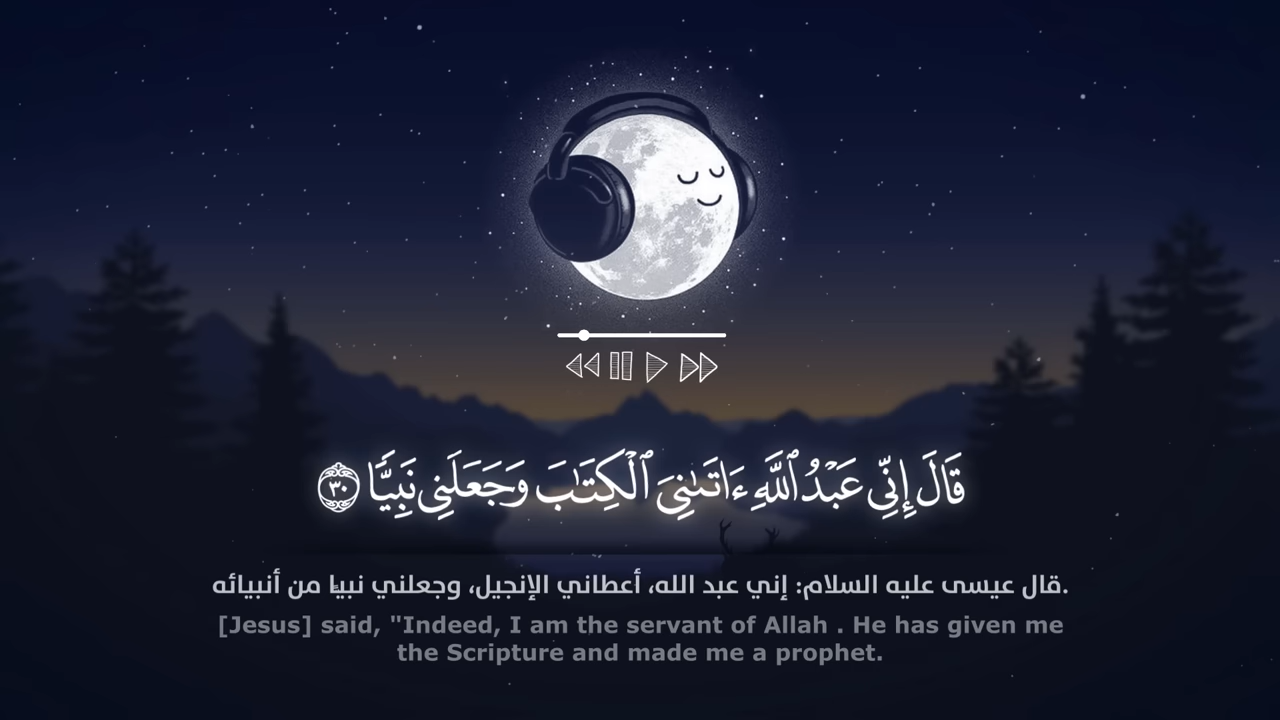 قَالَ إِنِّى عَبْدُ ٱللَّهِ ءَاتَىٰنِىَ ٱلْكِتَـٰبَ وَجَعَلَنِى نَبِيًّۭا ٣٠
قال عيسى عليه السلام: إني عبد الله، أعطاني الإنجيل، وجعلني نبيًا من أنبيائه.
[Jesus] said, "Indeed, I am the servant of Allah . He has given me
the Scripture and made me a prophet.